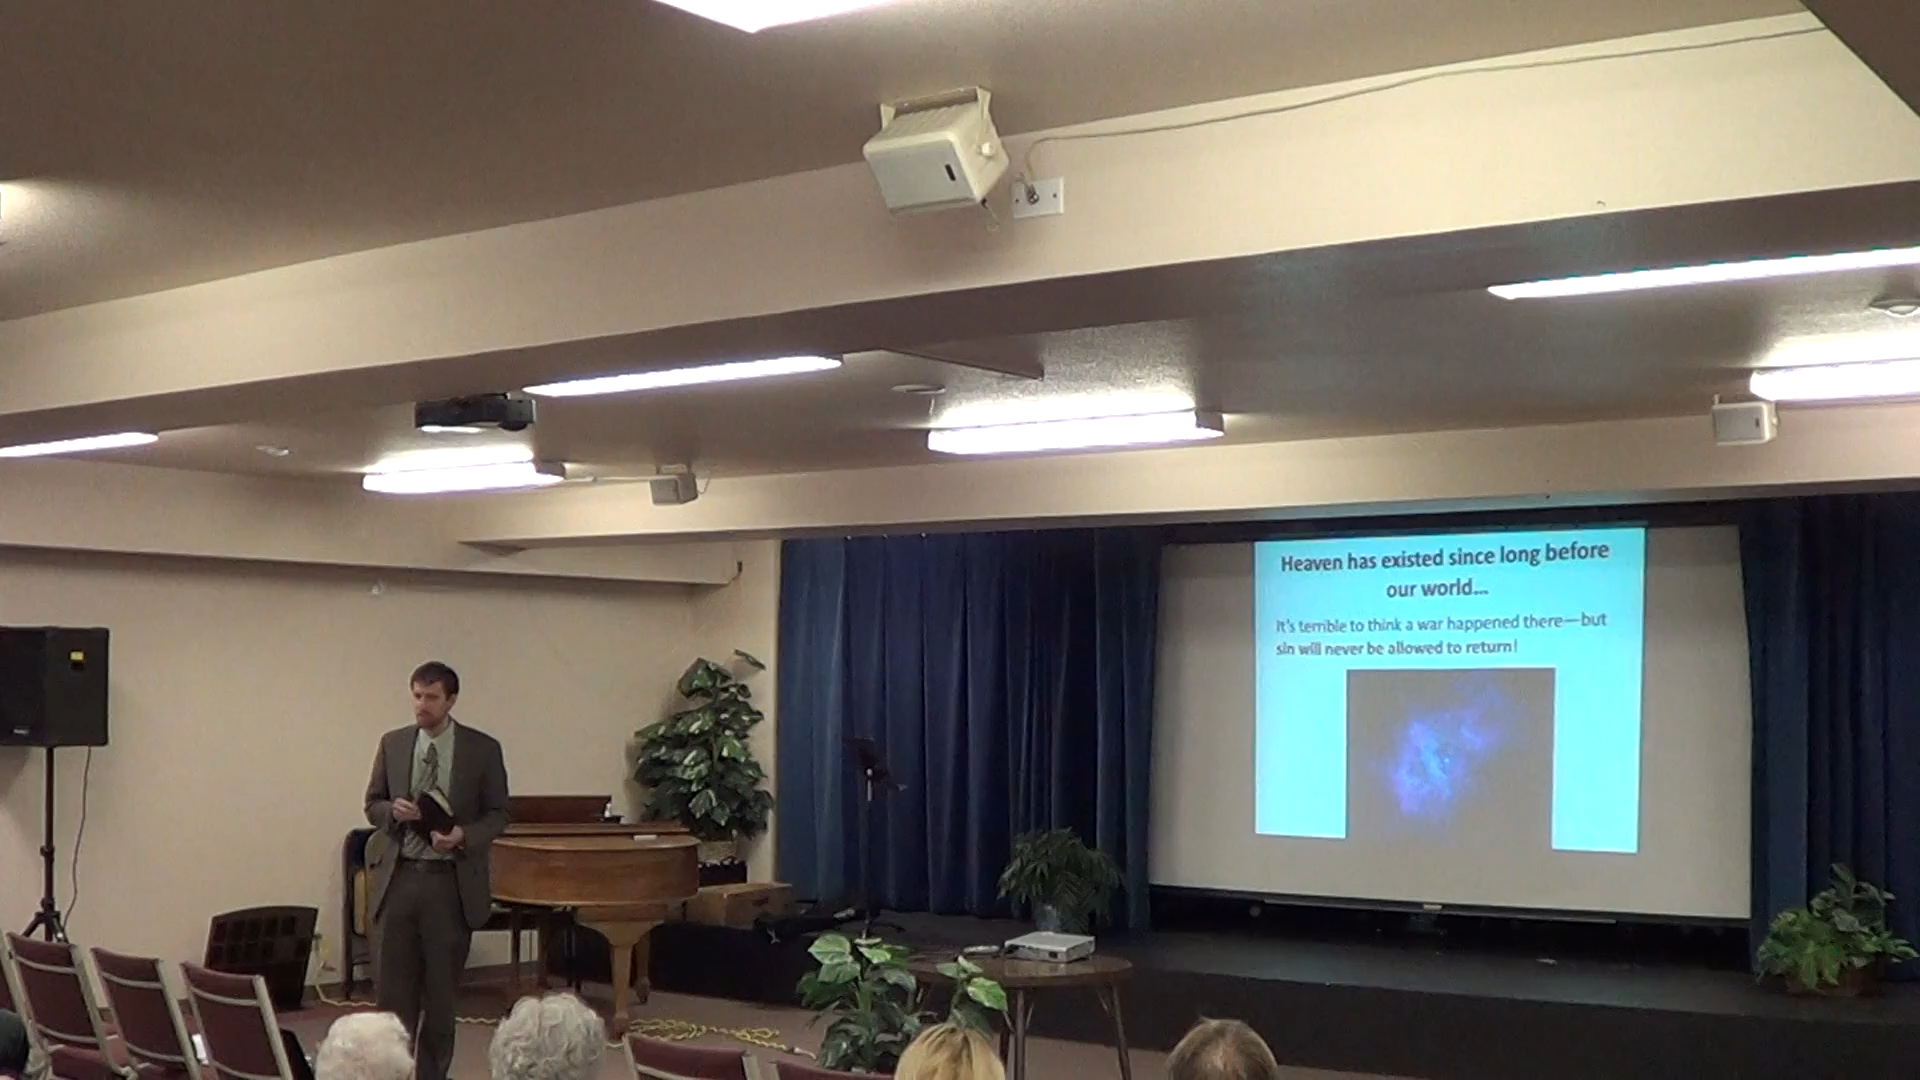 Heaven has existed since long before
our world...
It's terrible to think a war happened there—but
sin will never be allowed to return!